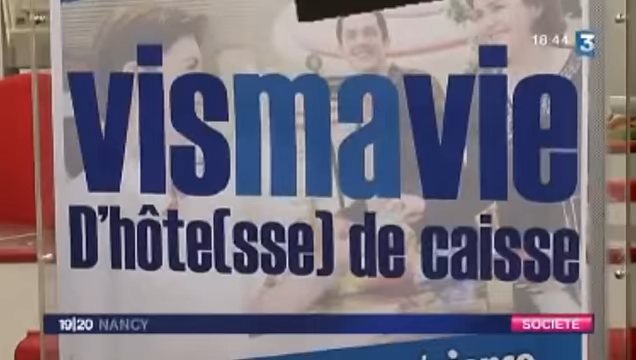 18:44 3
vismavie
D'hôte(sse) de caisse
19|20 NANCY
SOCIETE